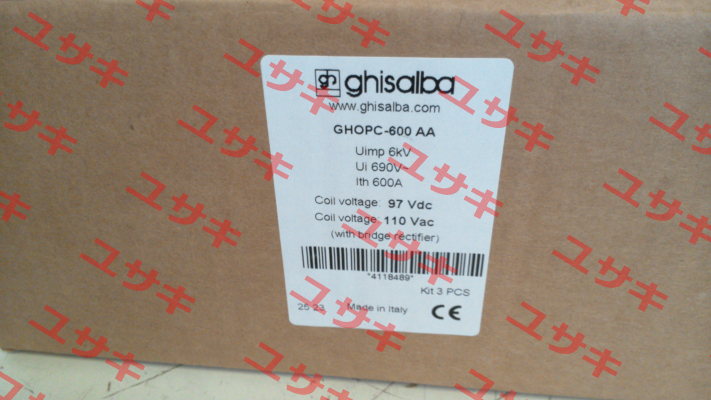 ghisalba
www.ghisalba.com
GHOPC-600 AA
Uimp 6kV
Ui 690V~
Ith 600A
Coil voltage: 97 Vdc
Coil voltage: 110 Vac
(with bridge rectifier)
*4118489*
Kit 3 PCS
25 23 Made in Italy CE
ユサキ